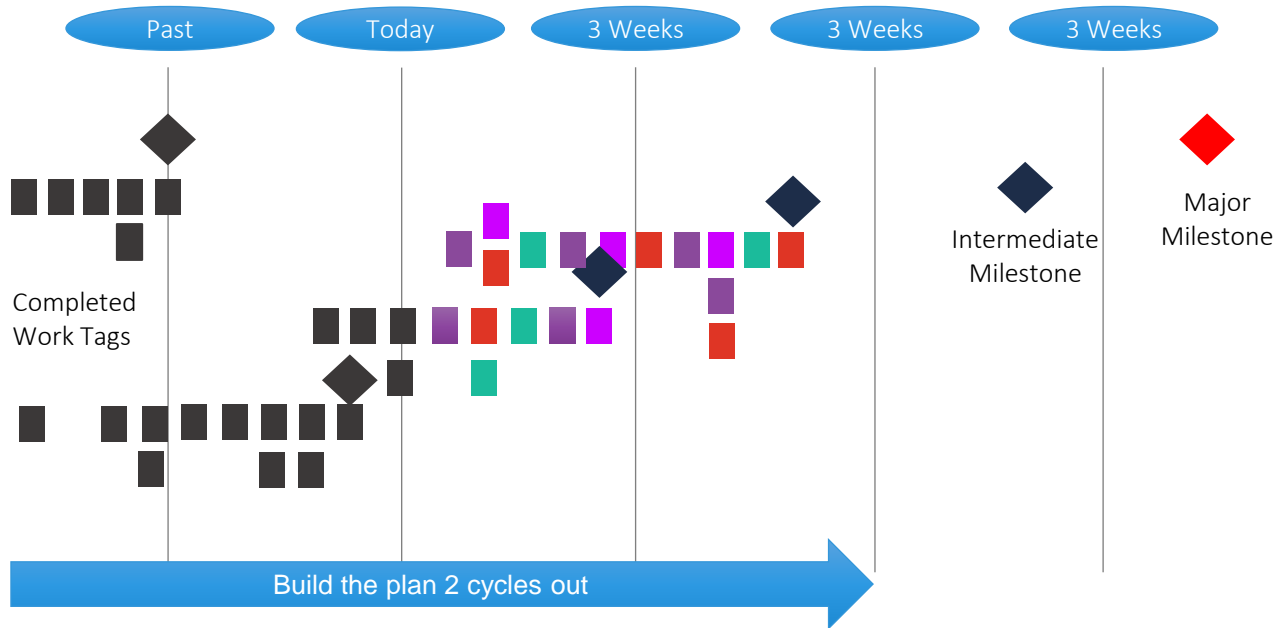 Past
Today
3 Weeks
3 Weeks
3 Weeks
Major
Milestone
Intermediate
Milestone
Completed
Work Tags
Build the plan 2 cycles out